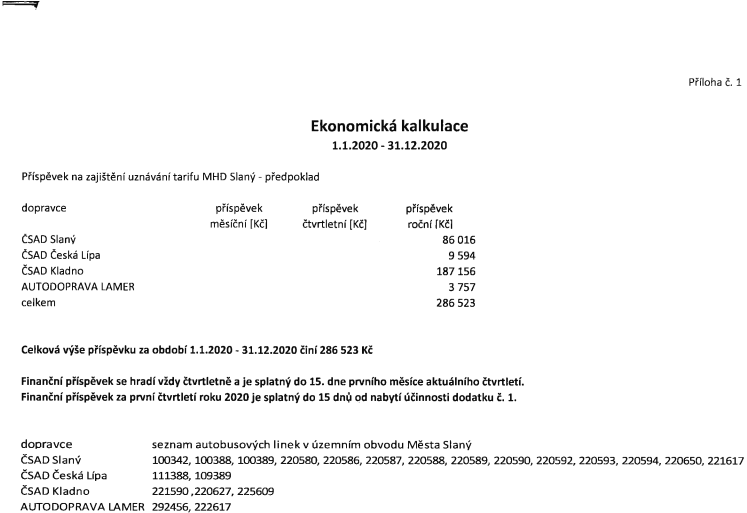 Příloha č. 1
Ekonomická kalkulace
1.1.2020 - 31.12.2020
Příspěvek na zajištění uznávání tarifu MHD Slaný - předpoklad
dopravce příspěvek příspěvek příspěvek
měsíční [Kč] čtvrtletní [Kč] roční [Kč]
ČSAD Slaný 86 016
ČSAD Česká Lípa 9 594
ČSAD Kladno 187 156
AUTODOPRAVA LAMER 3 757
celkem 286 523
Celková výše příspěvku za období 1.1.2020 - 31.12.2020 činí 286 523 Kč
Finanční příspěvek se hradí vždy čtvrtletně a je splatný do 15. dne prvního měsíce aktuálního čtvrtletí.
Finanční příspěvek za první čtvrtletí roku 2020 je splatný do 15 dnů od nabytí účinnosti dodatku č. 1.
dopravce seznam autobusových linek v územním obvodu Města Slaný
ČSAD Slaný 100342, 100388, 100389, 220580, 220586, 220587, 220588, 220589, 220590, 220592, 220593, 220594, 220650, 221617
ČSAD Česká Lípa 111388, 109389
ČSAD Kladno 221590 ,220627, 225609
AUTODOPRAVA LAMER 292456, 222617